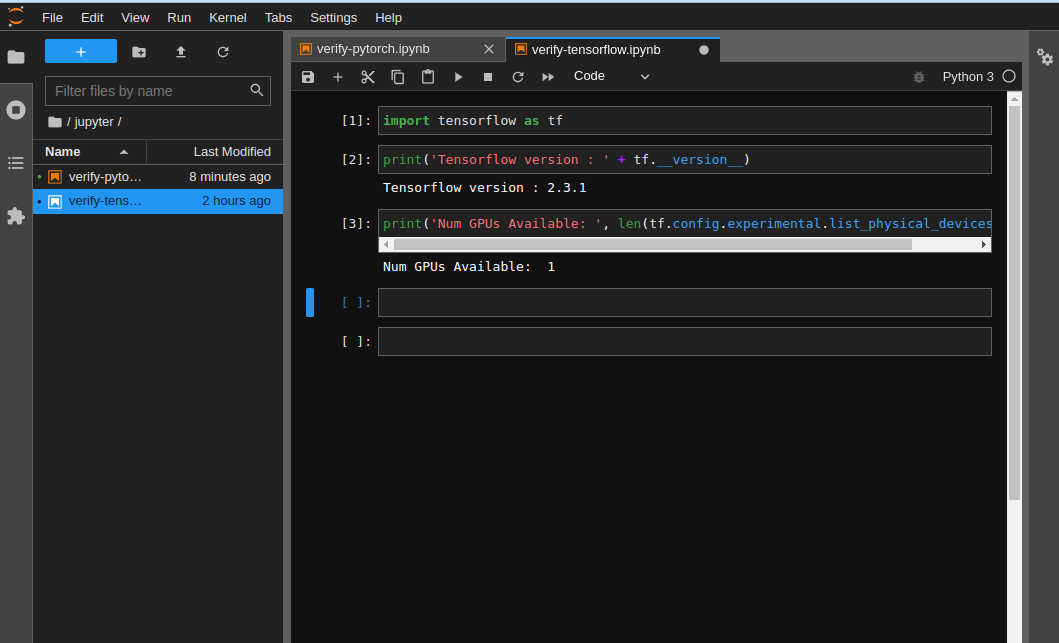 File Edit View Run Kernel Tabs Settings Help
+
Filter files by name
/ jupyter /
Name Last Modified
verify-pyto… 8 minutes ago
verify-tens… 2 hours ago
verify-pytorch.ipynb verify-tensorflow.ipynb
Code Python 3
[1]: import tensorflow as tf
[2]: print('Tensorflow version : ' + tf.__version__)
Tensorflow version : 2.3.1
[3]: print('Num GPUs Available: ', len(tf.config.experimental.list_physical_devices
Num GPUs Available:  1
[ ]:
[ ]: